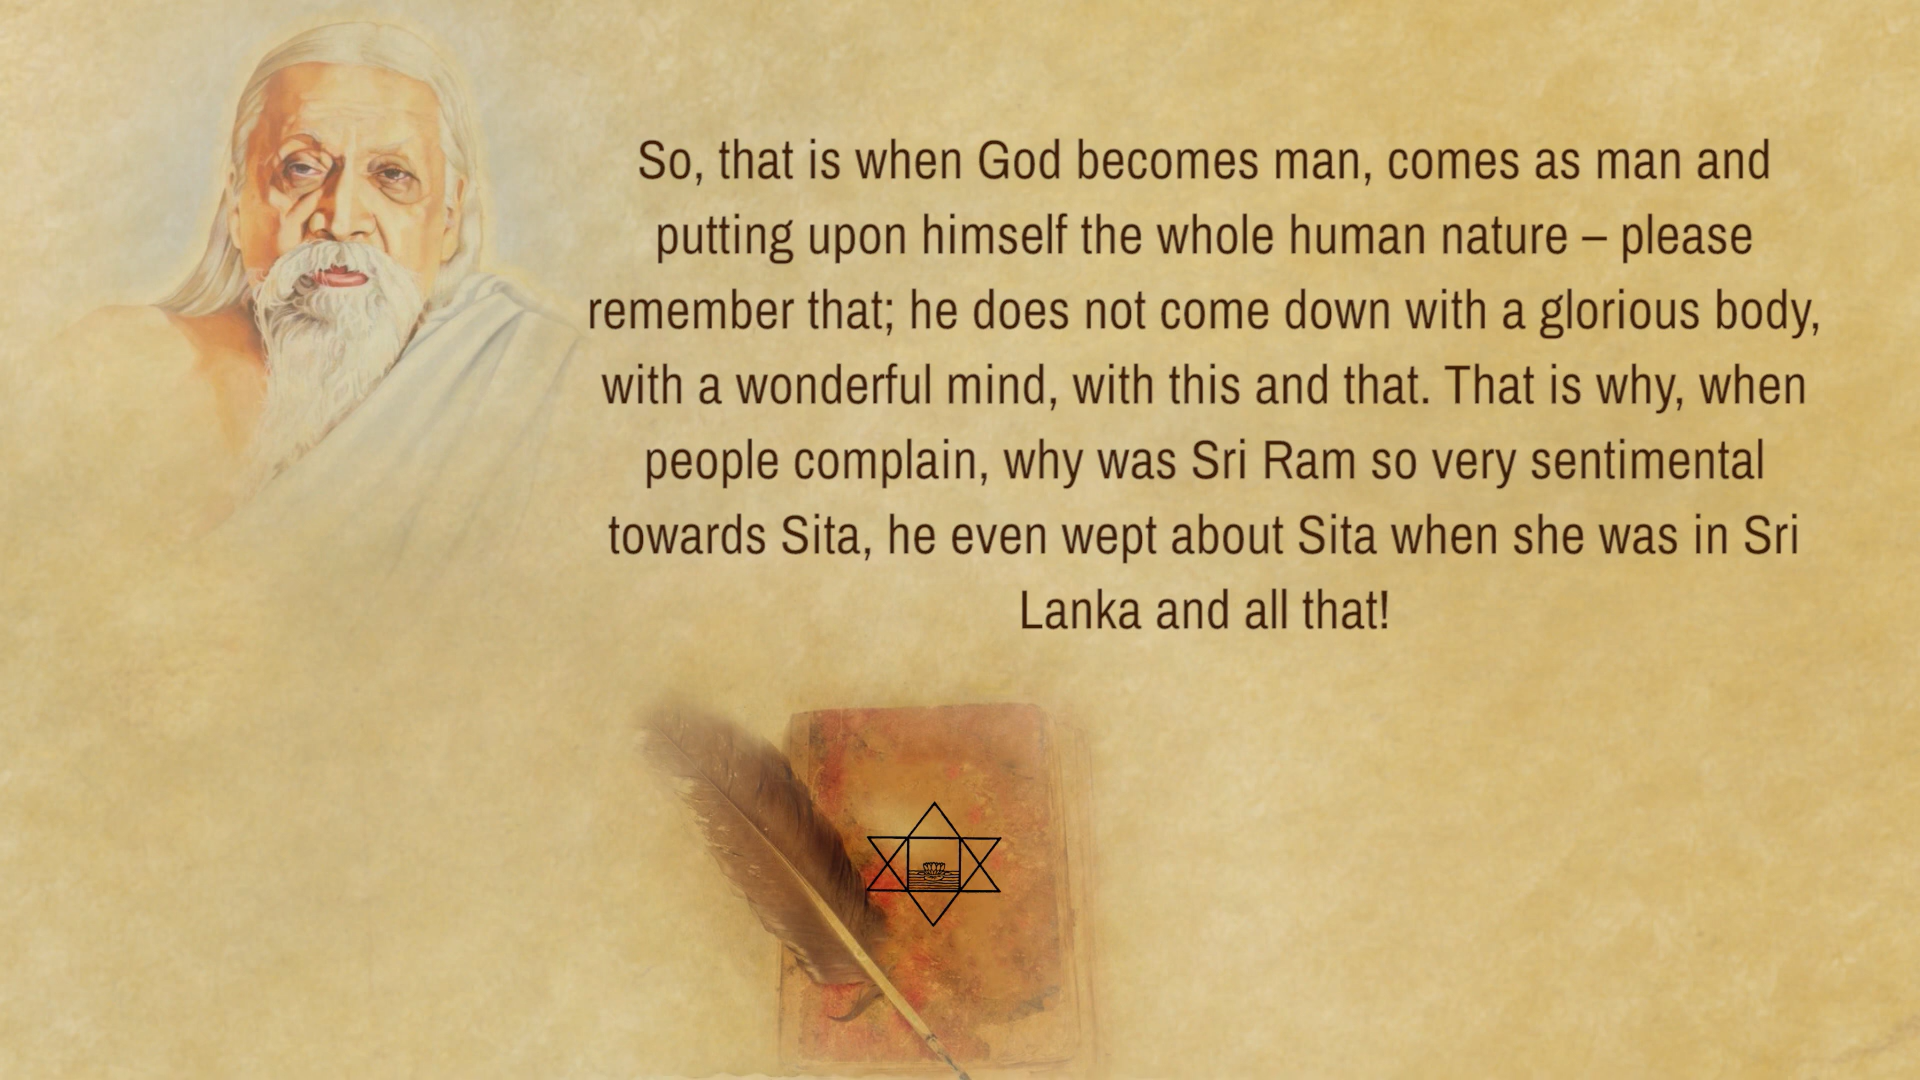 So, that is when God becomes man, comes as man and
putting upon himself the whole human nature – please
remember that; he does not come down with a glorious body,
with a wonderful mind, with this and that. That is why, when
people complain, why was Sri Ram so very sentimental
towards Sita, he even wept about Sita when she was in Sri
Lanka and all that!